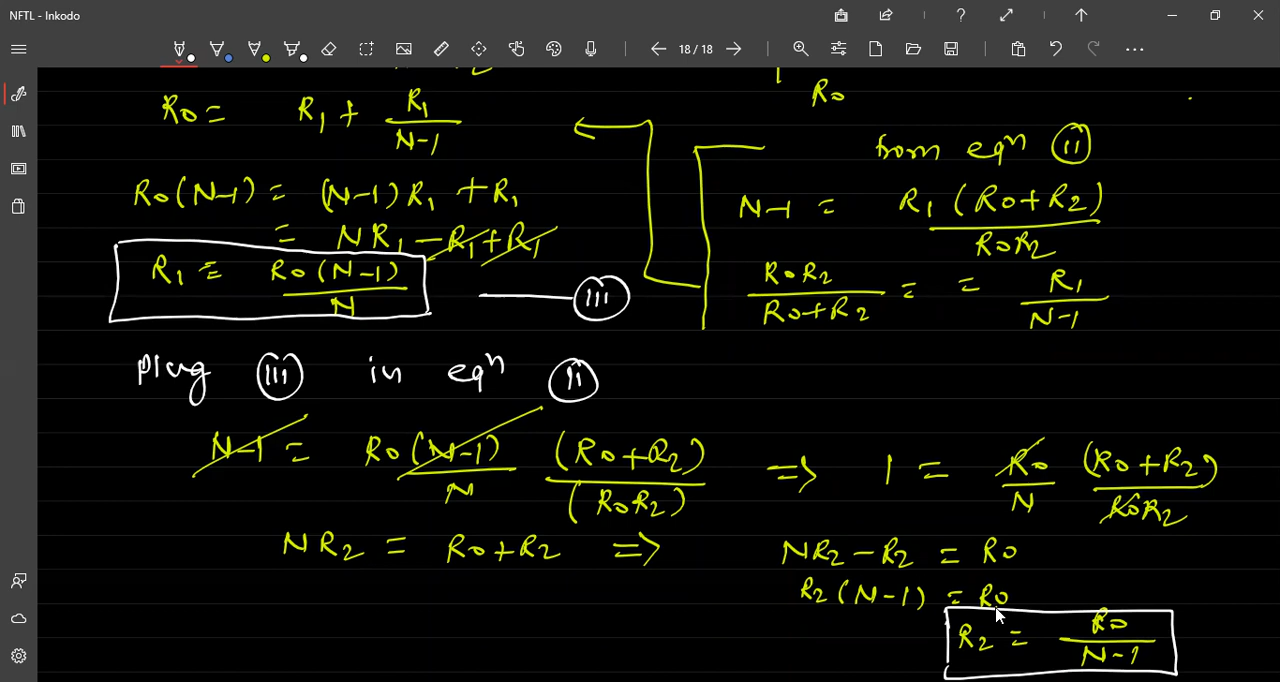 NFTL - Inkodo
18 / 18
R0
R0 = R1 + R1/(N-1)
R0(N-1) = (N-1)R1 + R1
= NR1 - R1 + R1
R1 = R0(N-1)/N
(iii)
from eqn (ii)
N-1 = R1(R0+R2)/R0R2
R0R2/(R0+R2) = = R1/(N-1)
plug (iii) in eqn (ii)
N-1 = R0(N-1)/N (R0+R2)/(R0R2) => 1 = R0/N (R0+R2)/R0R2
NR2 = R0+R2 => NR2-R2 = R0
R2(N-1) = R0
R2 = R0/(N-1)